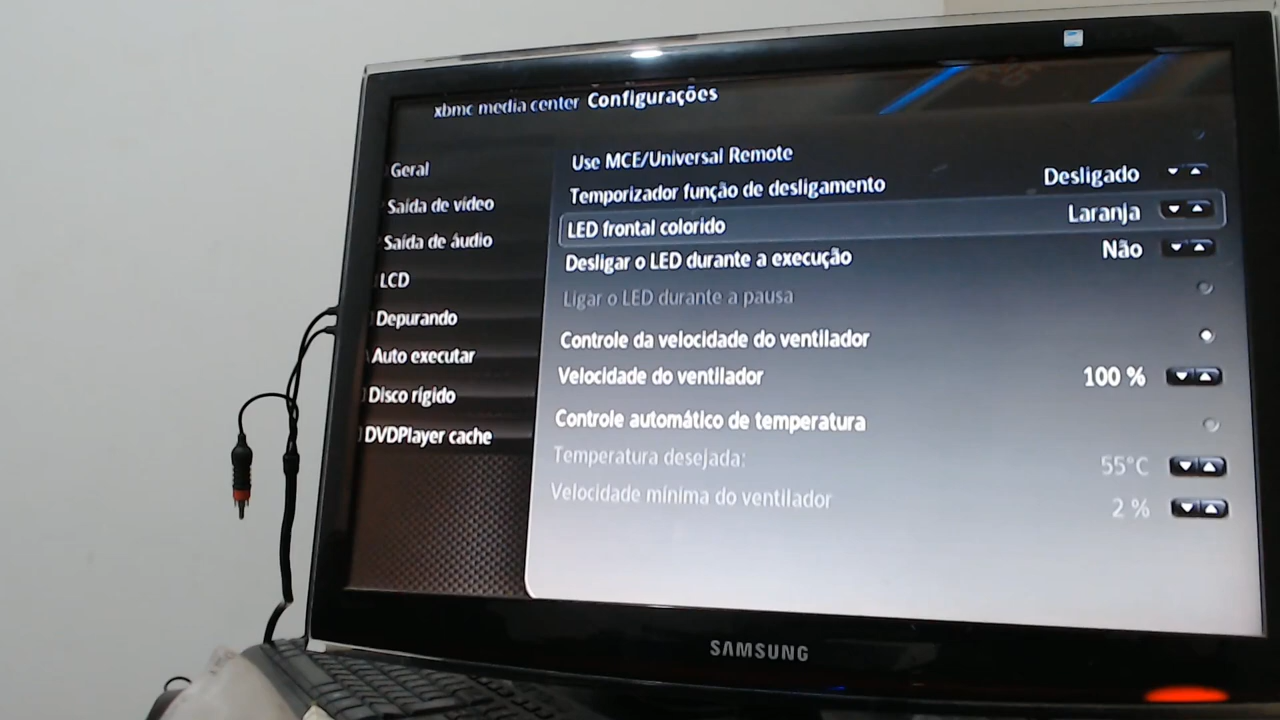 xbmc media center Configurações
Geral
Saída de vídeo
Saída de áudio
LCD
Depurando
Auto executar
Disco rígido
DVDPlayer cache
Use MCE/Universal Remote
Temporizador função de desligamento Desligado
LED frontal colorido Laranja
Desligar o LED durante a execução Não
Ligar o LED durante a pausa
Controle da velocidade do ventilador
Velocidade do ventilador 100 %
Controle automático de temperatura
Temperatura desejada: 55°C
Velocidade mínima do ventilador 2 %
SAMSUNG